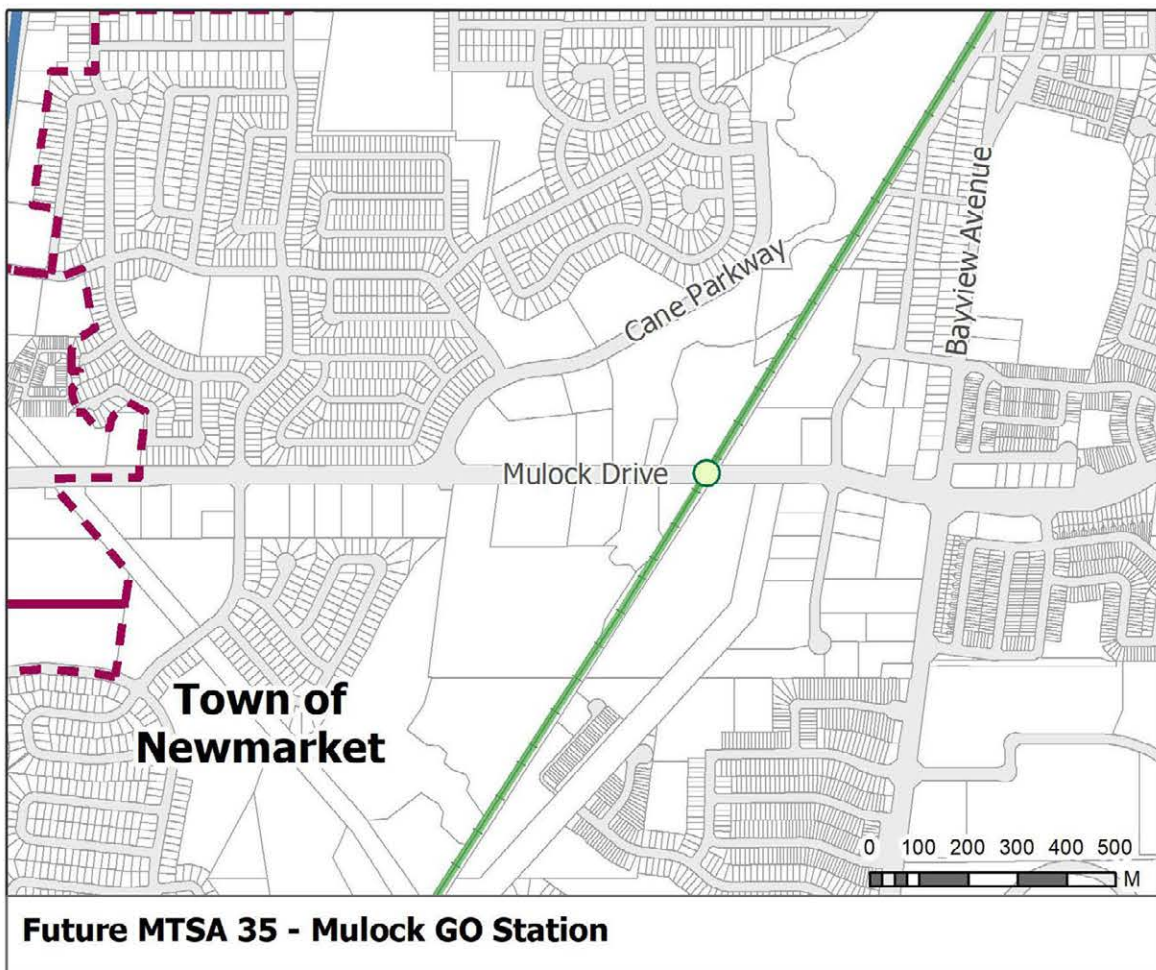 Cane Parkway
Bayview Avenue
Mulock Drive
Town of
Newmarket
0 100 200 300 400 500
M
Future MTSA 35 - Mulock GO Station